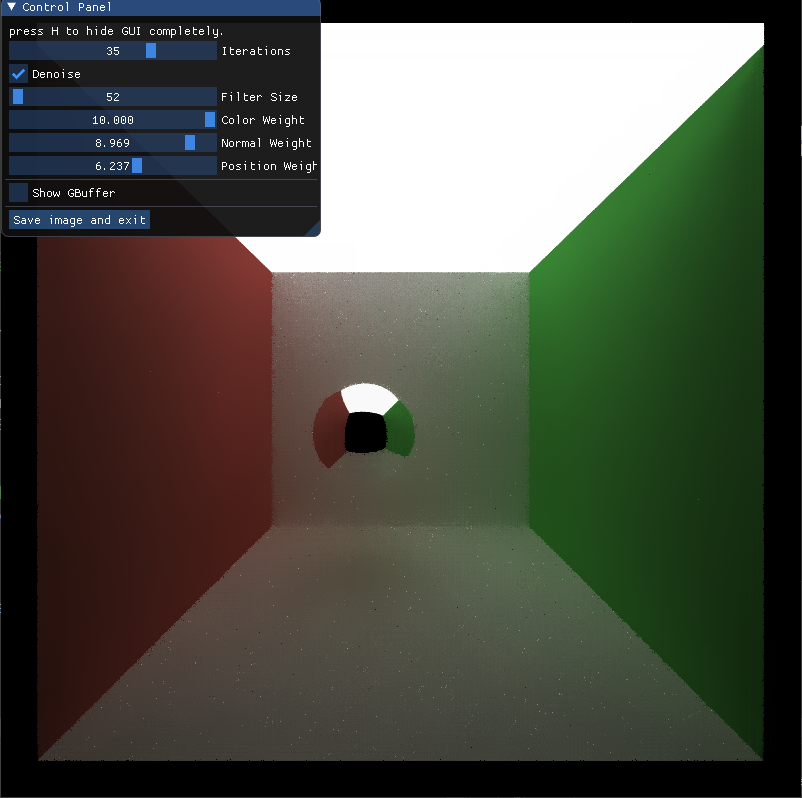 Control Panel
press H to hide GUI completely.
35 Iterations
Denoise
52 Filter Size
10.000 Color Weight
8.969 Normal Weight
6.237 Position Weigh
Show GBuffer
Save image and exit